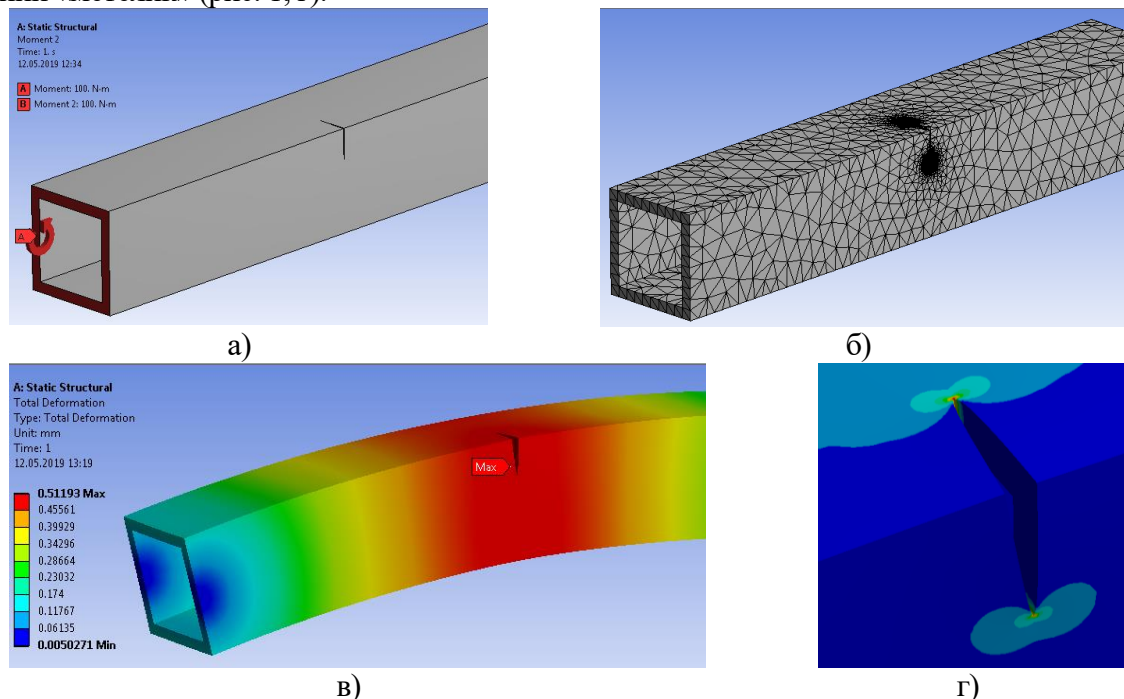 (рис. 1, г).
A: Static Structural
Moment 2
Time: 1. s
12.05.2019 12:34
A Moment: 100. N·m
B Moment 2: 100. N·m
A
а)
б)
A: Static Structural
Total Deformation
Type: Total Deformation
Unit: mm
Time: 1
12.05.2019 13:19
0.51193 Max
0.45561
0.39929
0.34296
0.28664
0.23032
0.174
0.11767
0.06135
0.0050271 Min
Max
в)
г)